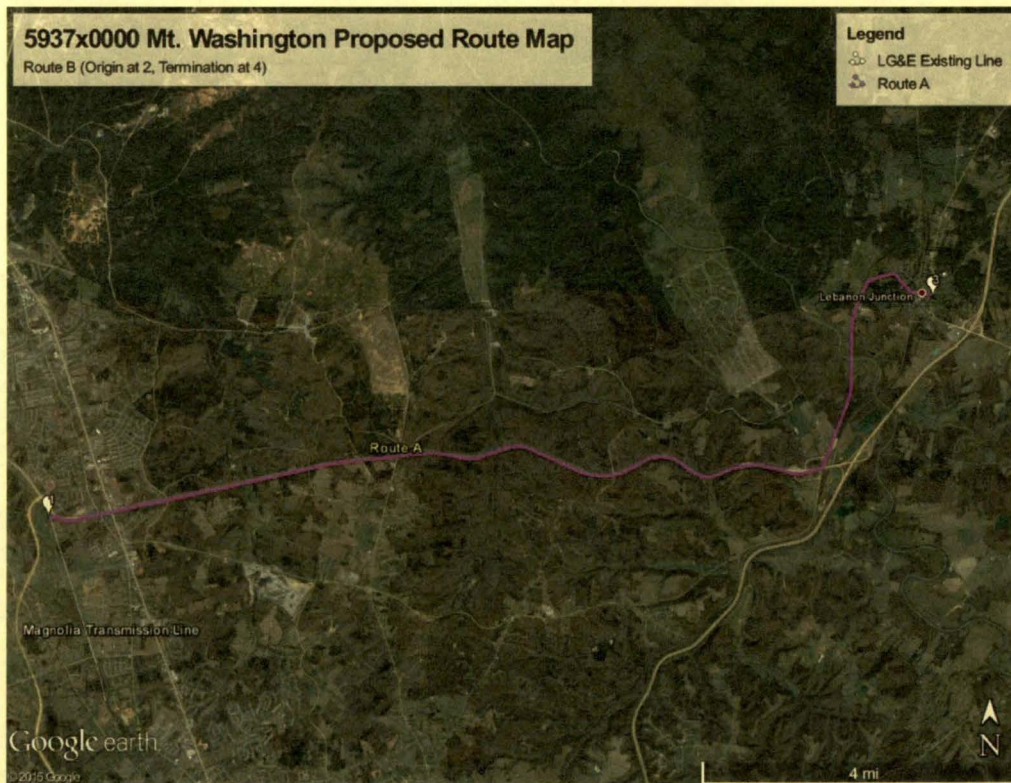 5937x0000 Mt. Washington Proposed Route Map
Route B (Origin at 2, Termination at 4)
Legend
LG&E Existing Line
Route A
Lebanon Junction
Route A
1
Magnolia Transmission Line
Google earth
© 2015 Google
4 mi
N